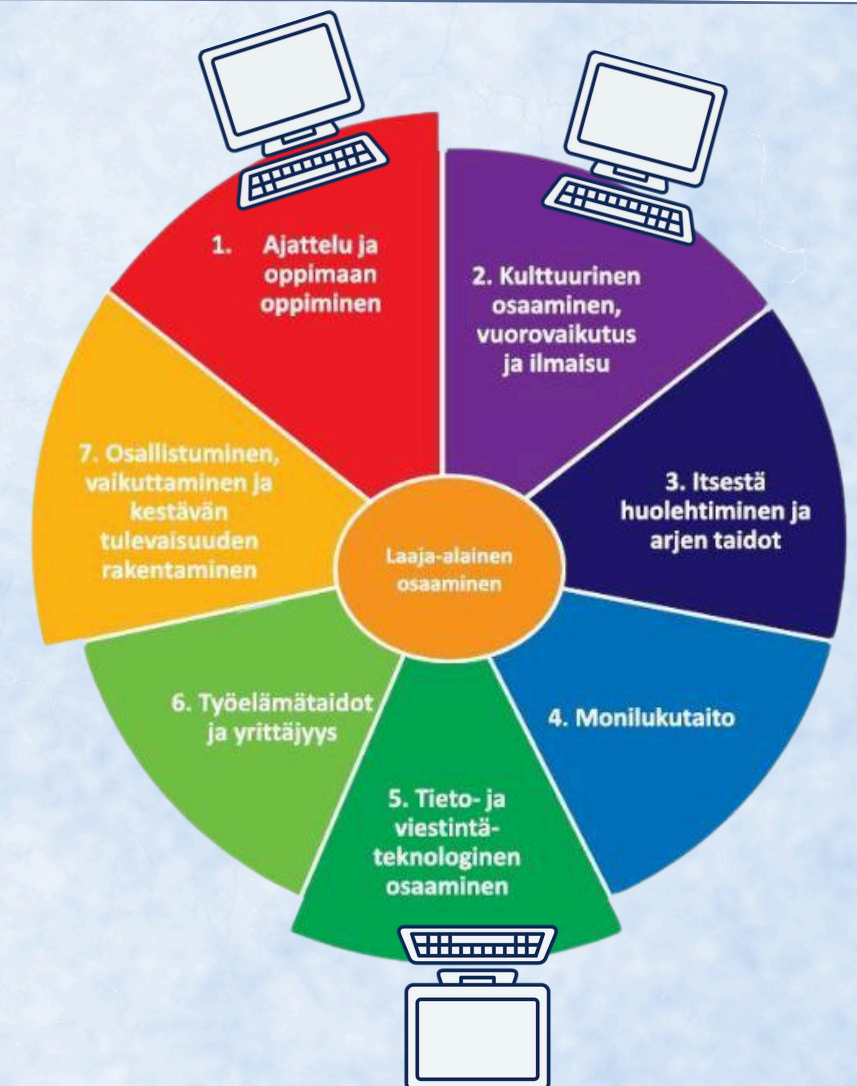 1. Ajattelu ja
oppimaan
oppiminen
2. Kulttuurinen
osaaminen,
vuorovaikutus
ja ilmaisu
3. Itsestä
huolehtiminen ja
arjen taidot
4. Monilukutaito
5. Tieto- ja
viestintä-
teknologinen
osaaminen
6. Työelämätaidot
ja yrittäjyys
7. Osallistuminen,
vaikuttaminen ja
kestävän
tulevaisuuden
rakentaminen
Laaja-alainen
osaaminen